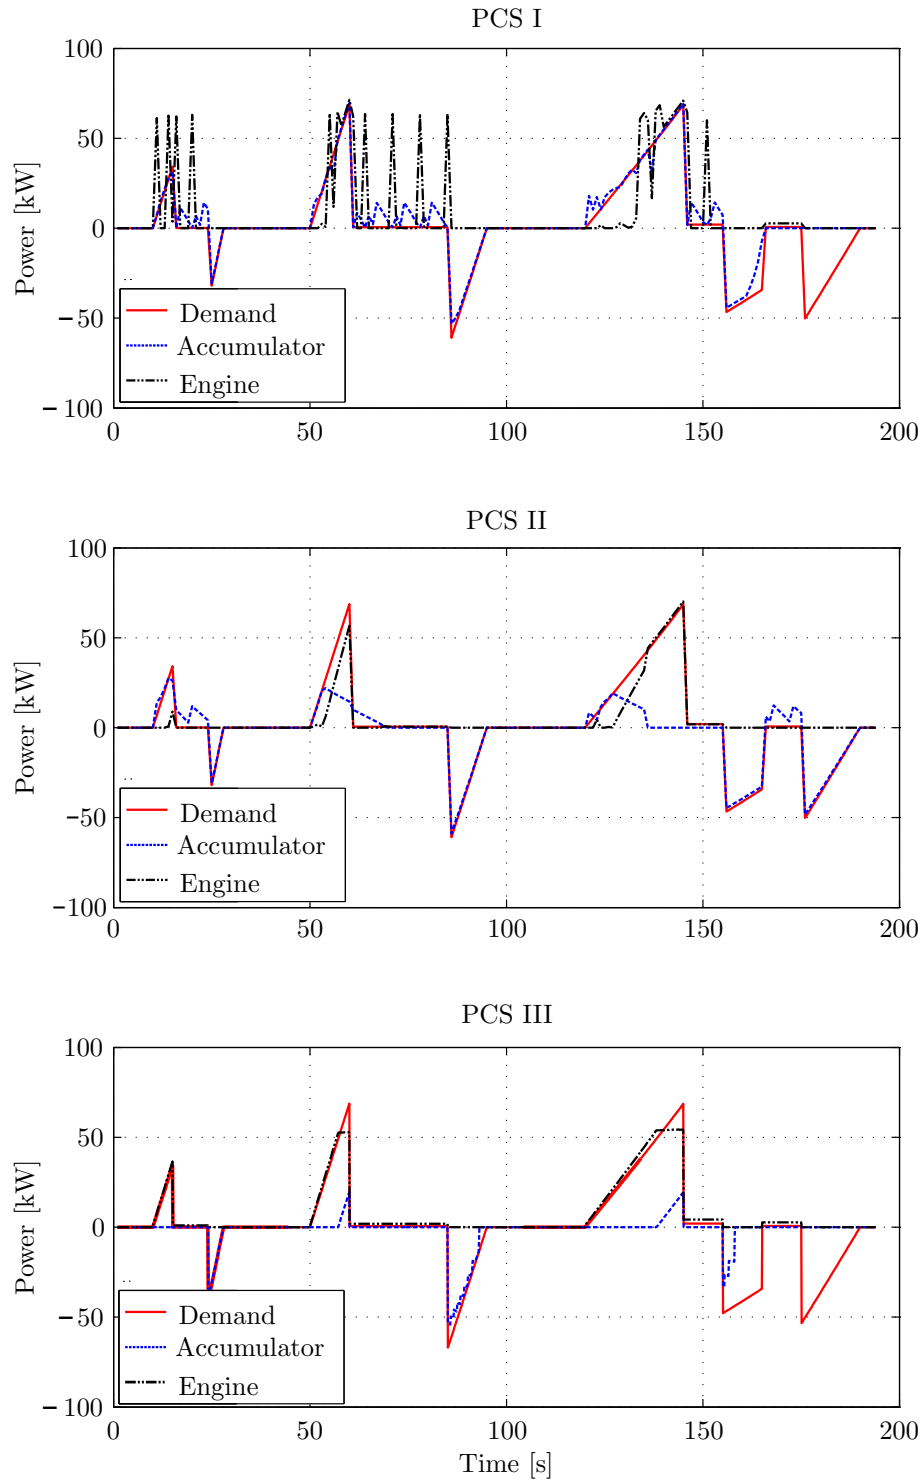 PCS I
100
50
0
−50
−100
Power [kW]
Demand
Accumulator
Engine
0 50 100 150 200
PCS II
100
50
0
−50
−100
Power [kW]
Demand
Accumulator
Engine
0 50 100 150 200
PCS III
100
50
0
−50
−100
Power [kW]
Demand
Accumulator
Engine
0 50 100 150 200
Time [s]